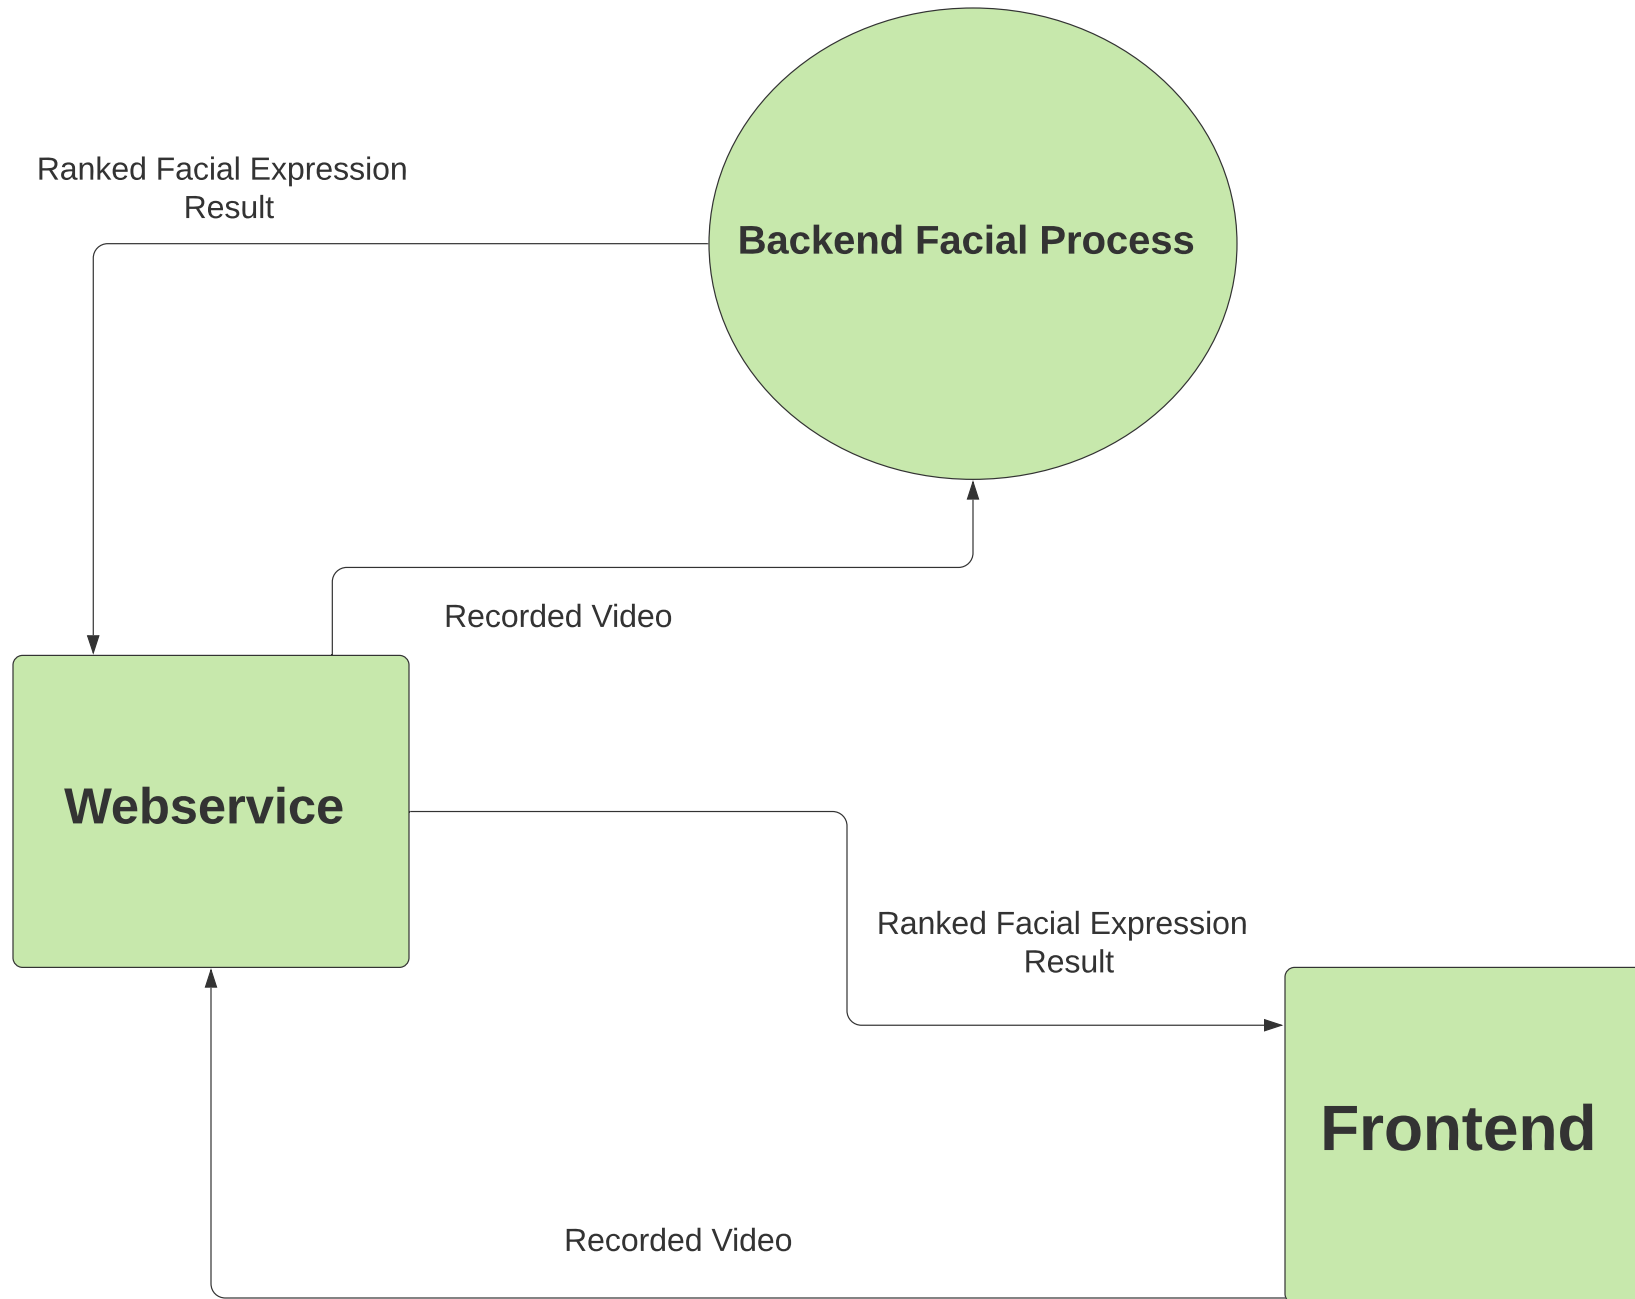 Ranked Facial Expression
Result
Backend Facial Process
Recorded Video
Webservice
Ranked Facial Expression
Result
Frontend
Recorded Video